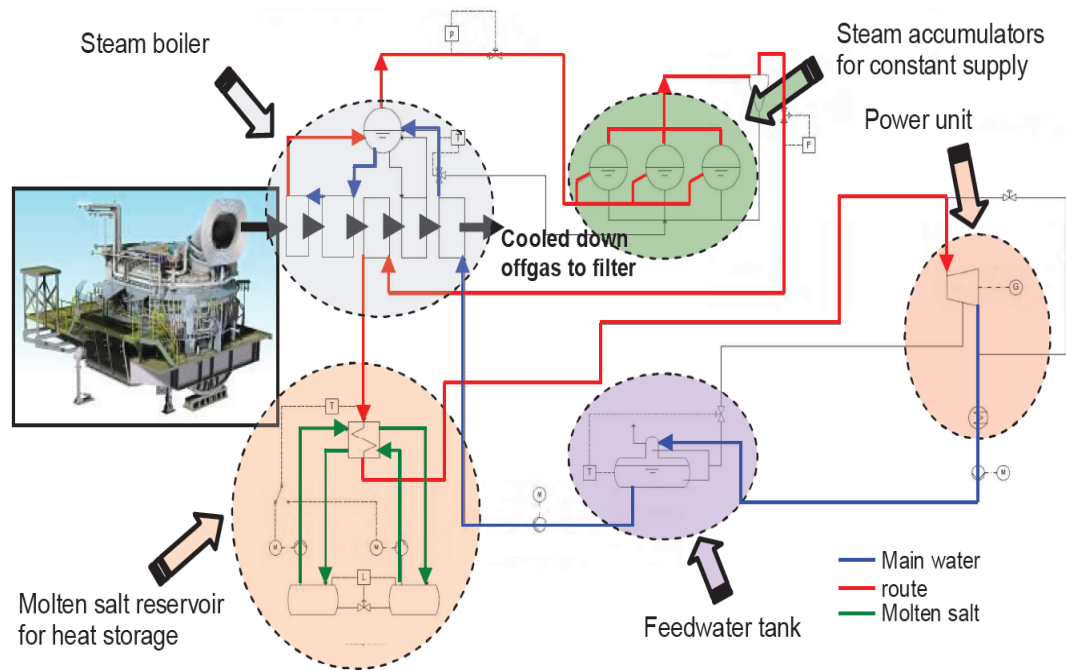 Steam boiler
Steam accumulators
for constant supply
Power unit
p
T
F
Cooled down
offgas to filter
G
T
T
M
M
M
M
L
Molten salt reservoir
for heat storage
Feedwater tank
Main water
route
Molten salt